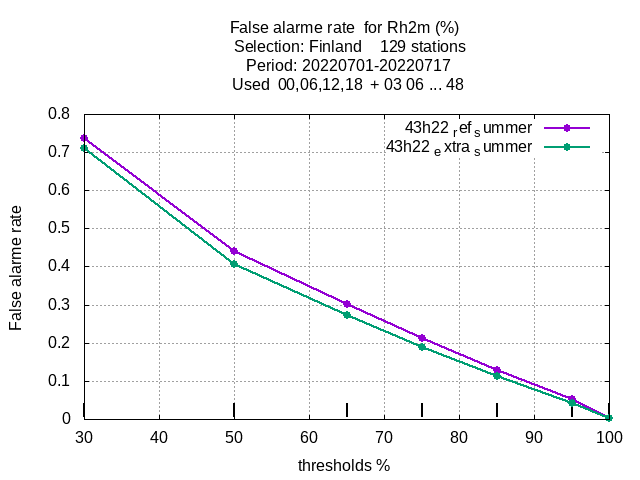 False alarme rate for Rh2m (%)
Selection: Finland 129 stations
Period: 20220701-20220717
Used 00,06,12,18 + 03 06 ... 48
43h22 ref summer
43h22 extra summer
False alarme rate
0.8
0.7
0.6
0.5
0.4
0.3
0.2
0.1
0
30 40 50 60 70 80 90 100
thresholds %